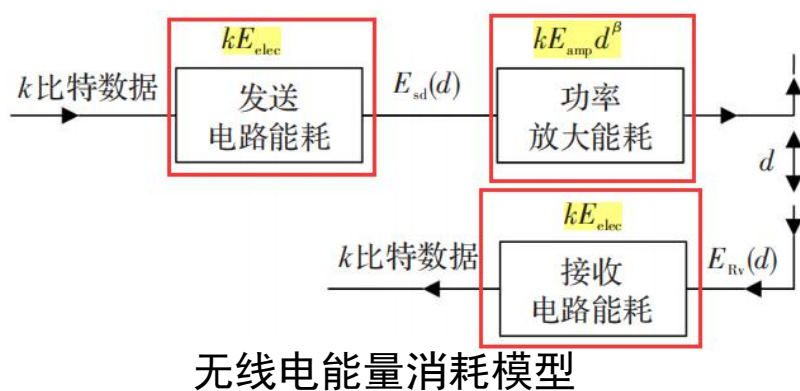 kE_elec
kE_amp d^β
k比特数据
发送
电路能耗
E_sd(d)
功率
放大能耗
d
kE_elec
k比特数据
接收
电路能耗
E_Rv(d)
无线电能量消耗模型